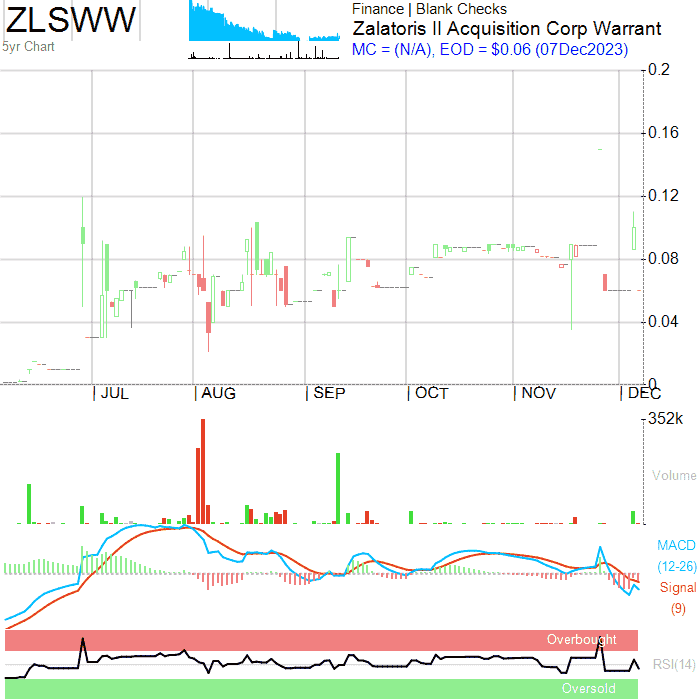 ZLSWW
5yr Chart
Finance | Blank Checks
Zalatoris II Acquisition Corp Warrant
MC = (N/A), EOD = $0.06 (07Dec2023)
0.2
0.16
0.12
0.08
0.04
0
JUL AUG SEP OCT NOV DEC
352k
Volume
MACD
(12-26)
Signal
(9)
Overbought
RSI(14)
Oversold